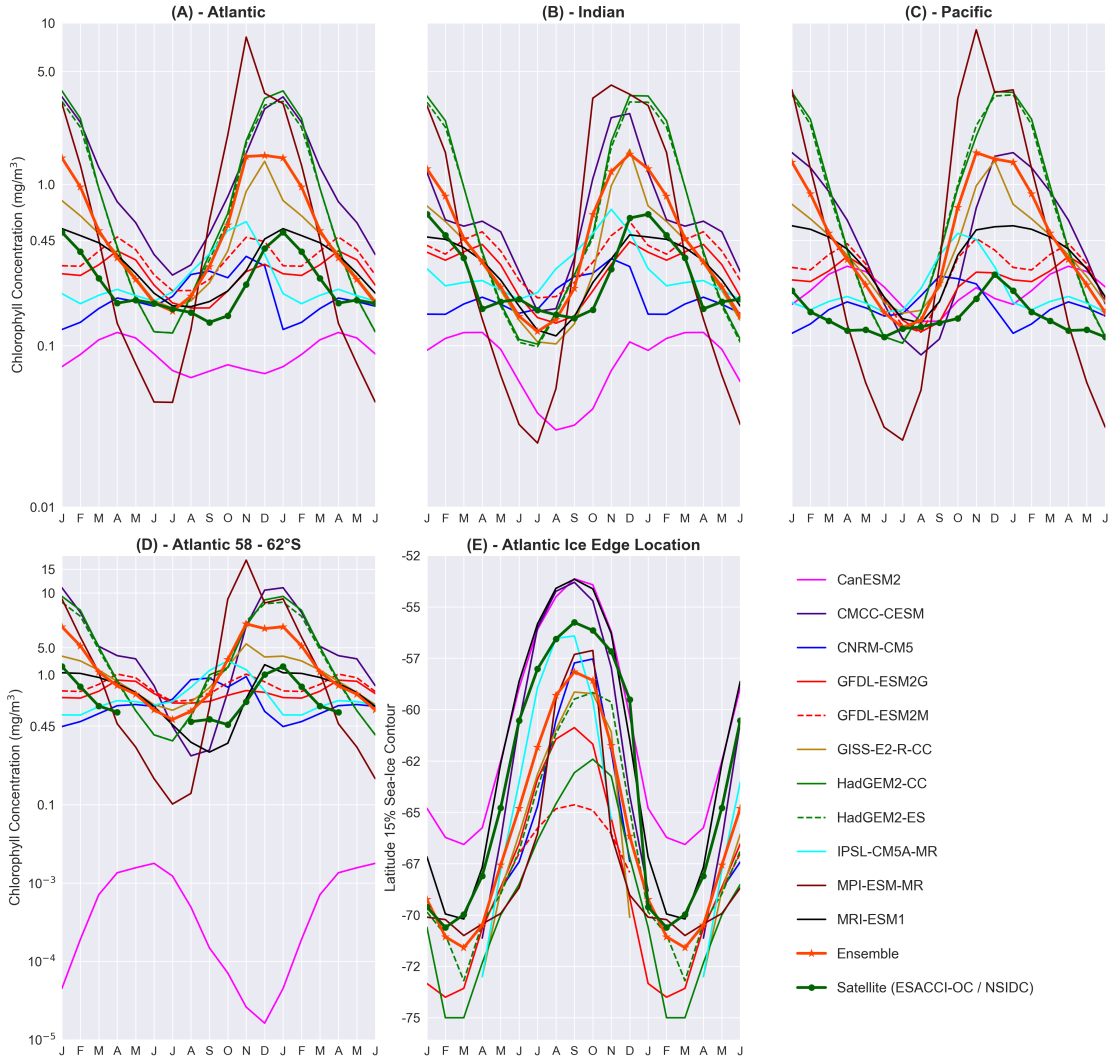 (A) - Atlantic
(B) - Indian
(C) - Pacific
10
5.0
1.0
0.45
0.1
0.01
Chlorophyll Concentration (mg/m³)
J F M A M J J A S O N D J F M A M J
J F M A M J J A S O N D J F M A M J
J F M A M J J A S O N D J F M A M J
(D) - Atlantic 58 - 62°S
(E) - Atlantic Ice Edge Location
15
10
5.0
1.0
0.45
0.1
10⁻³
10⁻⁴
10⁻⁵
Chlorophyll Concentration (mg/m³)
-52
-55
-57
-60
-62
-65
-67
-70
-72
-75
Latitude 15% Sea-Ice Contour
J F M A M J J A S O N D J F M A M J
J F M A M J J A S O N D J F M A M J
CanESM2
CMCC-CESM
CNRM-CM5
GFDL-ESM2G
GFDL-ESM2M
GISS-E2-R-CC
HadGEM2-CC
HadGEM2-ES
IPSL-CM5A-MR
MPI-ESM-MR
MRI-ESM1
Ensemble
Satellite (ESACCI-OC / NSIDC)